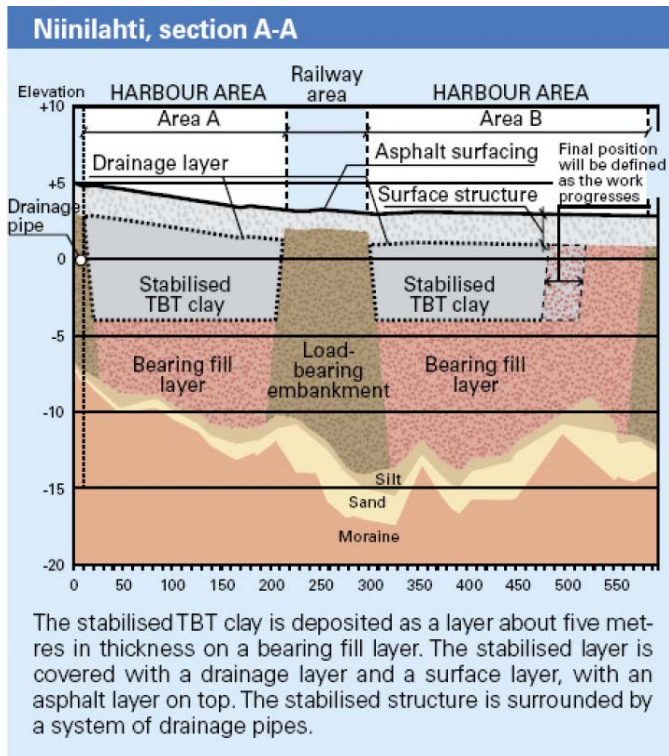 Niinilahti, section A-A
Elevation
HARBOUR AREA
Railway
area
HARBOUR AREA
+10
Area A
Area B
Drainage layer
Asphalt surfacing
Final position
will be defined
as the work
progresses
+5
Surface structure
Drainage
pipe
0
Stabilised
TBT clay
Stabilised
TBT clay
-5
Bearing fill
layer
Load-
bearing
embankment
Bearing fill
layer
-10
Silt
-15
Sand
Moraine
-20
0 50 100 150 200 250 300 350 400 450 500 550
The stabilised TBT clay is deposited as a layer about five met-
res in thickness on a bearing fill layer. The stabilised layer is
covered with a drainage layer and a surface layer, with an
asphalt layer on top. The stabilised structure is surrounded by
a system of drainage pipes.